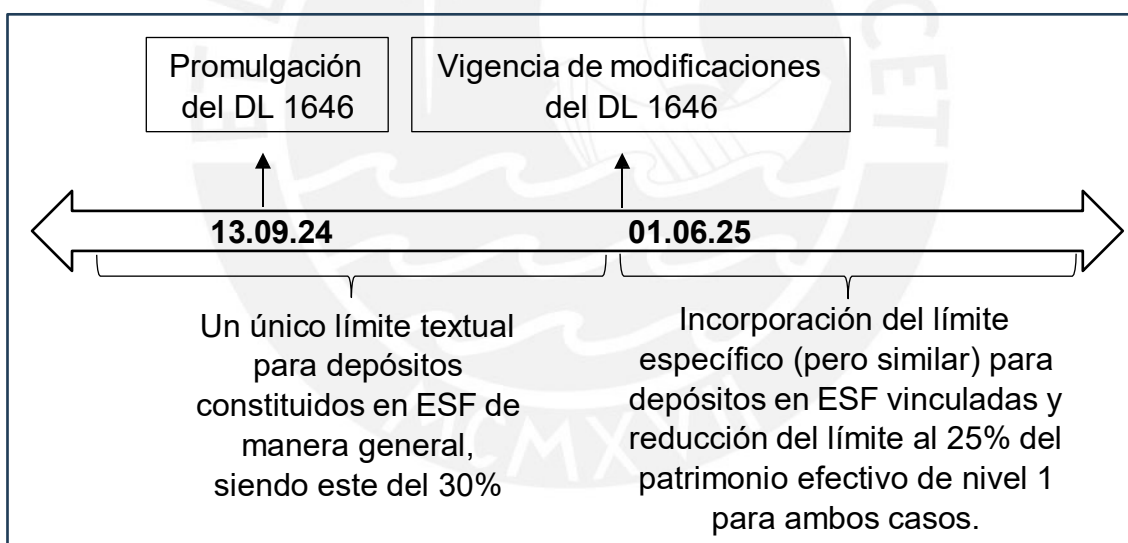 Promulgación
del DL 1646
Vigencia de modificaciones
del DL 1646
13.09.24
01.06.25
Un único límite textual
para depósitos
constituidos en ESF de
manera general,
siendo este del 30%
Incorporación del límite
específico (pero similar) para
depósitos en ESF vinculadas y
reducción del límite al 25% del
patrimonio efectivo de nivel 1
para ambos casos.
MCMXVII